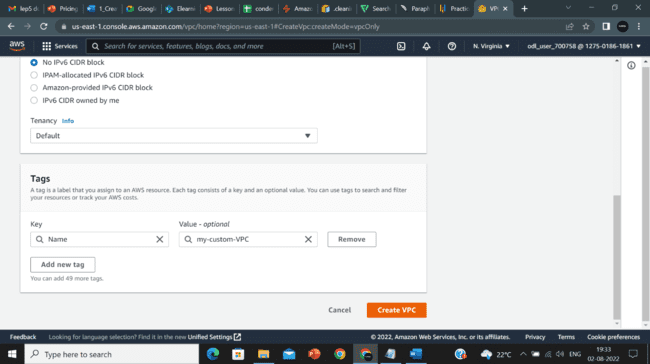 lep5 d
Pricing
1_Crea
Google
Clearn
Lesson
condo
Amazo
cleanin
Search
Paraph
Practic
VPC
us-east-1.console.aws.amazon.com/vpc/home?region=us-east-1#CreateVpc:createMode=vpcOnly
aws
Services
Search for services, features, blogs, docs, and more
[Alt+S]
N. Virginia
odl_user_700758 @ 1275-0186-1861
No IPv6 CIDR block
IPAM-allocated IPv6 CIDR block
Amazon-provided IPv6 CIDR block
IPv6 CIDR owned by me
Tenancy Info
Default
Tags
A tag is a label that you assign to an AWS resource. Each tag consists of a key and an optional value. You can use tags to search and filter
your resources or track your AWS costs.
Key
Value - optional
Name
my-custom-VPC
Remove
Add new tag
You can add 49 more tags.
Cancel
Create VPC
Feedback
Looking for language selection? Find it in the new Unified Settings
© 2022, Amazon Web Services, Inc. or its affiliates.
Privacy
Terms
Cookie preferences
Type here to search
22°C
ENG
19:33
02-08-2022